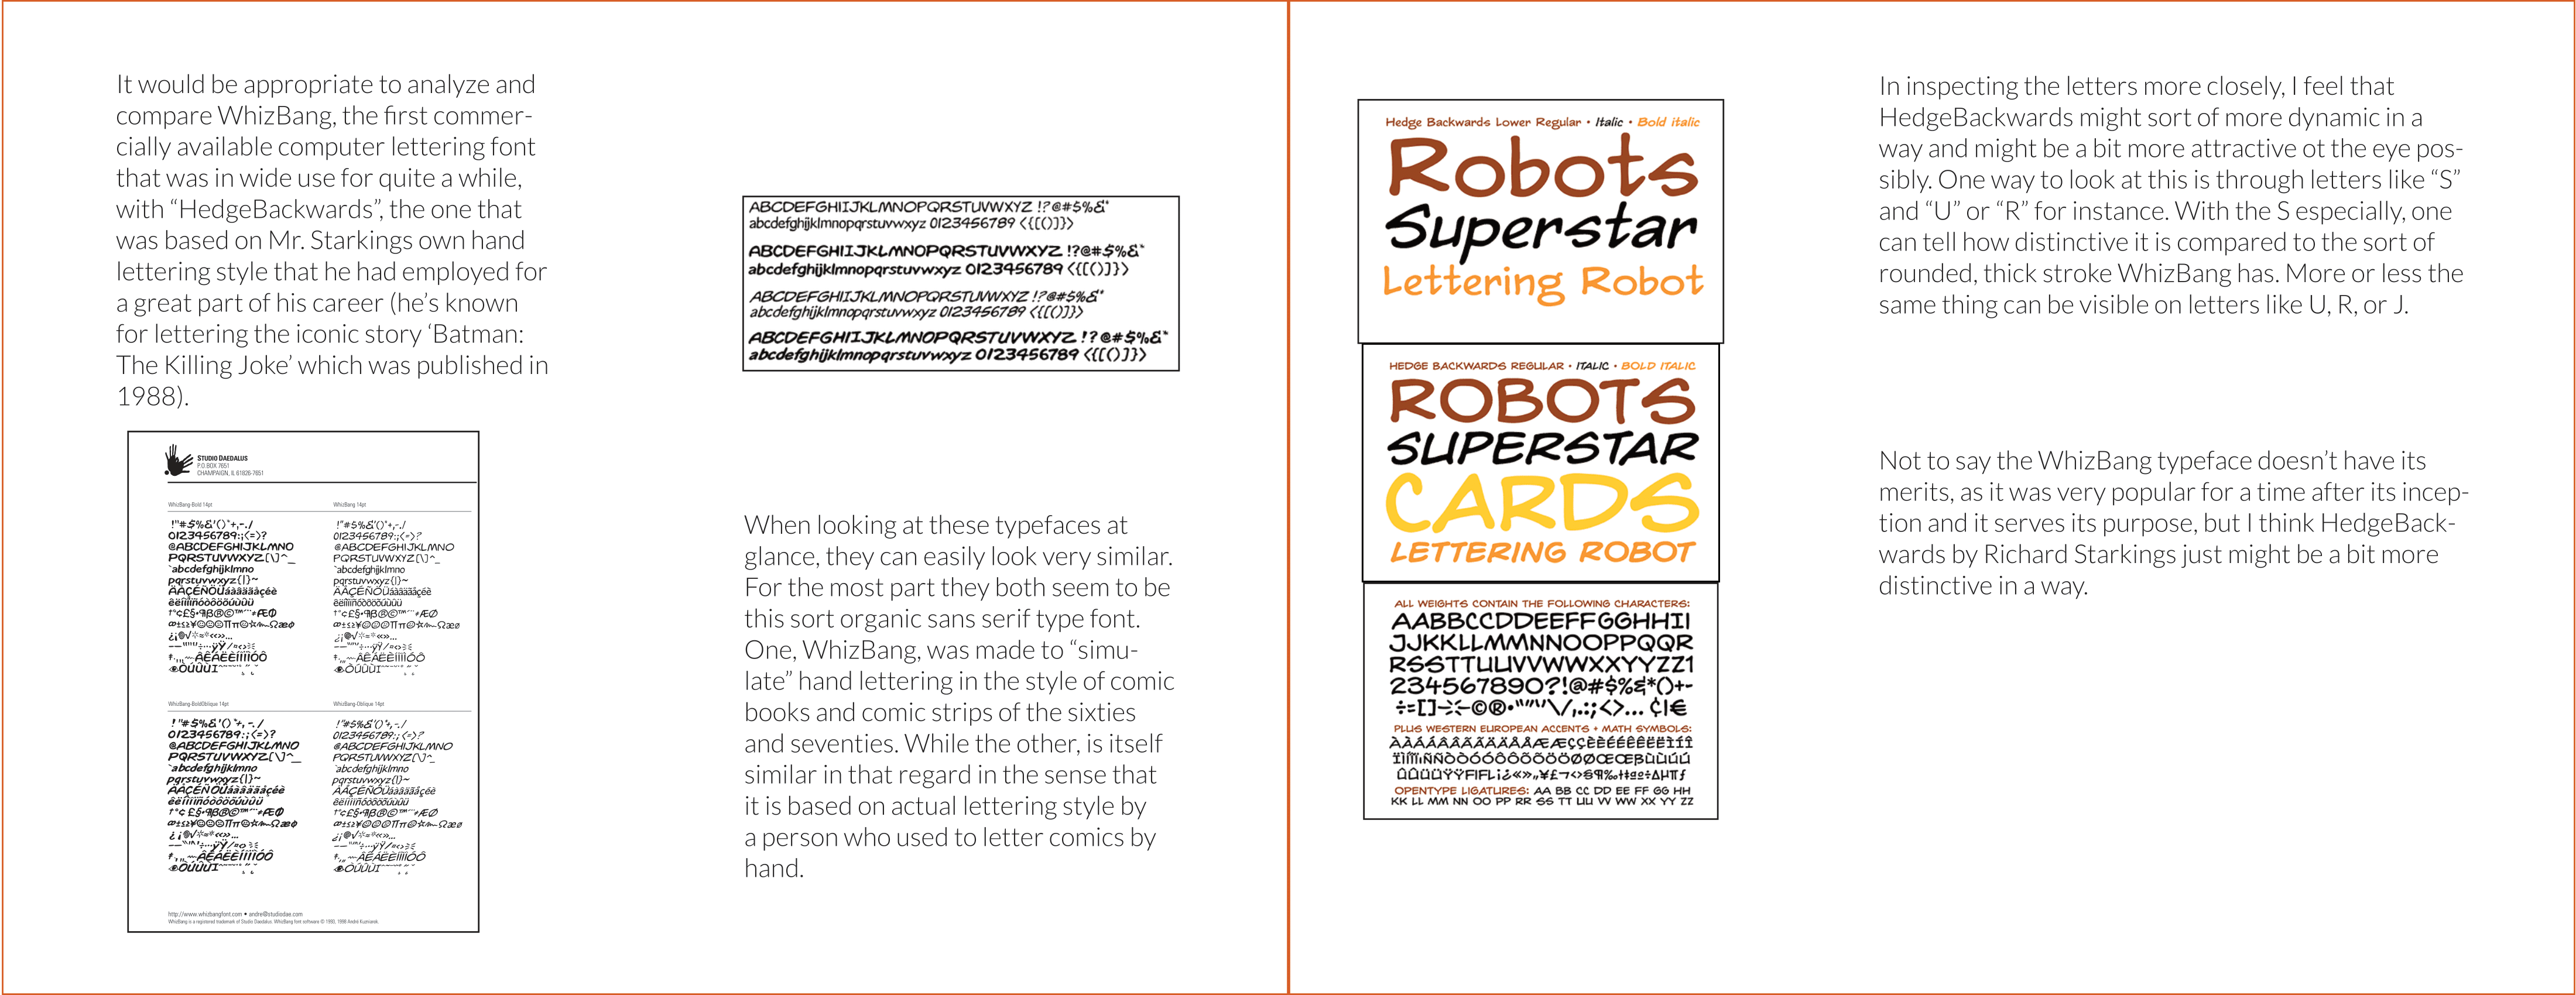 It would be appropriate to analyze and
compare WhizBang, the first commer-
cially available computer lettering font
that was in wide use for quite a while,
with “HedgeBackwards”, the one that
was based on Mr. Starkings own hand
lettering style that he had employed for
a great part of his career (he’s known
for lettering the iconic story ‘Batman:
The Killing Joke’ which was published in
1988).
STUDIO DAEDALUS
P.O.BOX 7651
CHAMPAIGN, IL 61826-7651
WhizBang-Bold 14pt
WhizBang 14pt
0123456789:;<=>?
@ABCDEFGHIJKLMNO
PQRSTUVWXYZ[\]^_
`abcdefghijklmno
pqrstuvwxyz{|}~
0123456789:;<=>?
@ABCDEFGHIJKLMNO
PQRSTUVWXYZ[\]^_
`abcdefghijklmno
pqrstuvwxyz{|}~
WhizBang-BoldOblique 14pt
WhizBang-Oblique 14pt
0123456789:;<=>?
@ABCDEFGHIJKLMNO
PQRSTUVWXYZ[\]^_
`abcdefghijklmno
pqrstuvwxyz{|}~
0123456789:;<=>?
@ABCDEFGHIJKLMNO
PQRSTUVWXYZ[\]^_
`abcdefghijklmno
pqrstuvwxyz{|}~
http://www.whizbangfont.com • andre@studiodae.com
WhizBang is a registered trademark of Studio Daedalus. WhizBang font software © 1993, 1998 André Kuzniarek.
ABCDEFGHIIJKLMNOPQRSTUVWXYZ !?@#$%&*
abcdefghijklmnopqrstuvwxyz 0123456789 <{[()]}>
ABCDEFGHIIJKLMNOPQRSTUVWXYZ !?@#$%&*
abcdefghijklmnopqrstuvwxyz 0123456789 <{[()]}>
ABCDEFGHIIJKLMNOPQRSTUVWXYZ !?@#$%&*
abcdefghijklmnopqrstuvwxyz 0123456789 <{[()]}>
ABCDEFGHIIJKLMNOPQRSTUVWXYZ !?@#$%&*
abcdefghijklmnopqrstuvwxyz 0123456789 <{[()]}>
When looking at these typefaces at
glance, they can easily look very similar.
For the most part they both seem to be
this sort organic sans serif type font.
One, WhizBang, was made to “simu-
late” hand lettering in the style of comic
books and comic strips of the sixties
and seventies. While the other, is itself
similar in that regard in the sense that
it is based on actual lettering style by
a person who used to letter comics by
hand.
Hedge Backwards Lower Regular • Italic • Bold italic
Robots
Superstar
Lettering Robot
HEDGE BACKWARDS REGULAR • ITALIC • BOLD ITALIC
ROBOTS
SUPERSTAR
CARDS
LETTERING ROBOT
ALL WEIGHTS CONTAIN THE FOLLOWING CHARACTERS:
AABBCCDDEEFFGGHHII
JJKKLLMMNNOOPPQQR
RSSTTUUVVWWXXYYZZ1
234567890?!@#$%&*()+-
÷=[]-:©®•“”‘’\/,.:;<>... ¢|€
PLUS WESTERN EUROPEAN ACCENTS + MATH SYMBOLS:
OPENTYPE LIGATURES: AA BB CC DD EE FF GG HH
KK LL MM NN OO PP RR SS TT UU VV WW XX YY ZZ
In inspecting the letters more closely, I feel that
HedgeBackwards might sort of more dynamic in a
way and might be a bit more attractive ot the eye pos-
sibly. One way to look at this is through letters like “S”
and “U” or “R” for instance. With the S especially, one
can tell how distinctive it is compared to the sort of
rounded, thick stroke WhizBang has. More or less the
same thing can be visible on letters like U, R, or J.
Not to say the WhizBang typeface doesn’t have its
merits, as it was very popular for a time after its incep-
tion and it serves its purpose, but I think HedgeBack-
wards by Richard Starkings just might be a bit more
distinctive in a way.